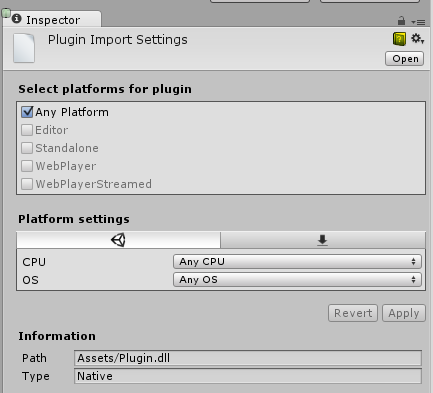 Inspector
Plugin Import Settings
Open
Select platforms for plugin
Any Platform
Editor
Standalone
WebPlayer
WebPlayerStreamed
Platform settings
CPU Any CPU
OS Any OS
Revert Apply
Information
Path Assets/Plugin.dll
Type Native